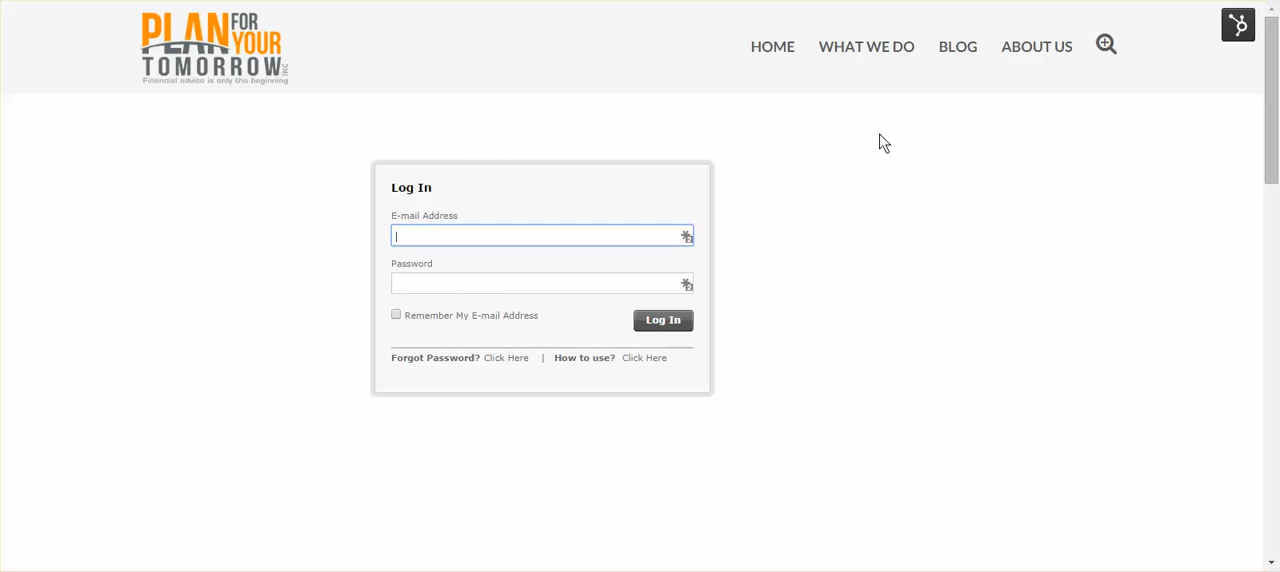 PLAN FOR YOUR
TOMORROW INC
Financial advice is only the beginning
HOME WHAT WE DO BLOG ABOUT US
Log In
E-mail Address
Password
Remember My E-mail Address
Log In
Forgot Password? Click Here | How to use? Click Here